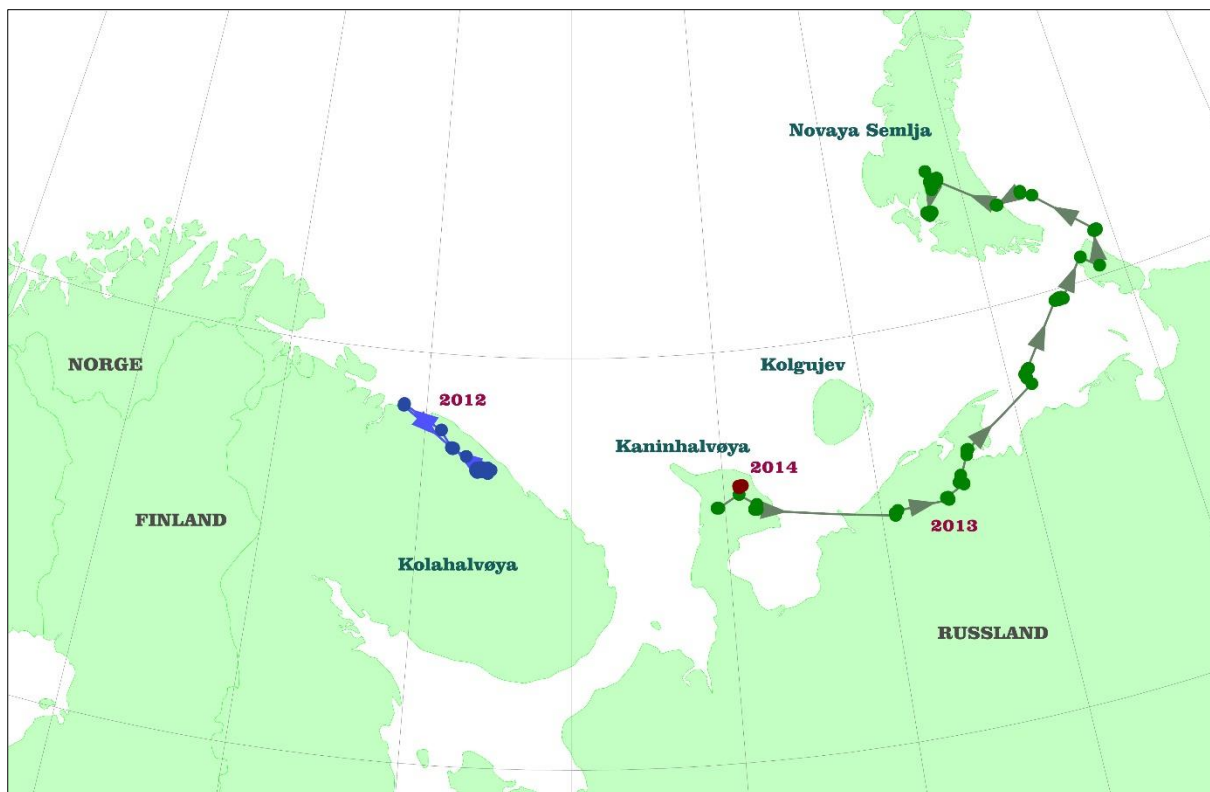 Novaya Semlja
NORGE
Kolgujev
2012
Kaninhalvøya
2014
FINLAND
2013
Kolahalvøya
RUSSLAND